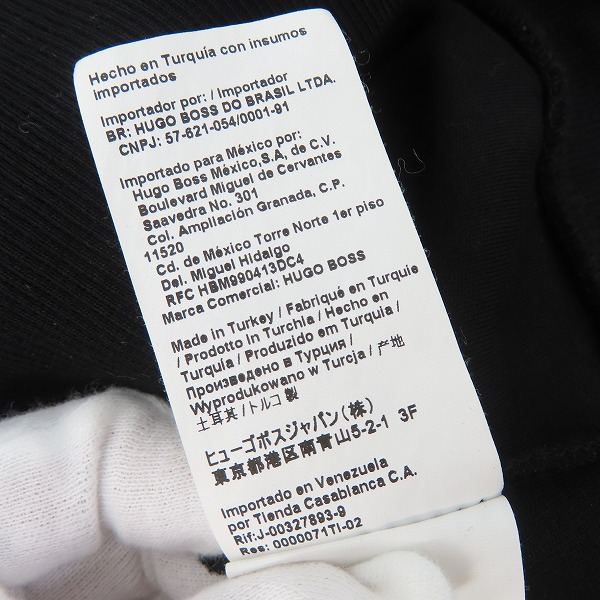 Hecho en Turquía con insumos
importados
Importador por: / Importador
BR: HUGO BOSS DO BRASIL LTDA.
CNPJ: 57-621-054/0001-91
Importado para México por:
Hugo Boss México,S.A, de C.V.
Boulevard Miguel de Cervantes
Saavedra No. 301
Col. Ampliación Granada, C.P.
11520
Cd. de México Torre Norte 1er piso
Del. Miguel Hidalgo
RFC HBM990413DC4
Marca Comercial: HUGO BOSS
Made in Turkey / Fabriqué en Turquie
/ Prodotto in Turchia / Hecho en
Turquía / Produzido em Turquia /
Произведено в Турции /
Wyprodukowano w Turcja / 产地
土耳其 / トルコ 製
ヒューゴボスジャパン(株)
東京都港区南青山5-2-1 3F
Importado en Venezuela
por Tienda Casablanca C.A.
Rif:J-00327893-9
Res: 0000071TI-02